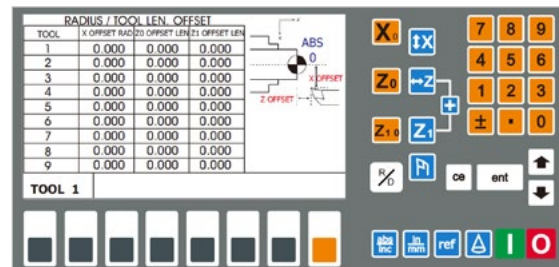 RADIUS / TOOL LEN. OFFSET
TOOL X OFFSET RAD Z0 OFFSET LEN Z1 OFFSET LEN
1 0.000 0.000 0.000
2 0.000 0.000 0.000
3 0.000 0.000 0.000
4 0.000 0.000 0.000
5 0.000 0.000 0.000
6 0.000 0.000 0.000
7 0.000 0.000 0.000
8 0.000 0.000 0.000
9 0.000 0.000 0.000
TOOL 1
ABS
0
X OFFSET
Z OFFSET
X0 X 7 8 9
Z0 Z 4 5 6
1 2 3
Z10 Z1 + ± . 0
R/D ce ent
abs/inc in/mm ref I O